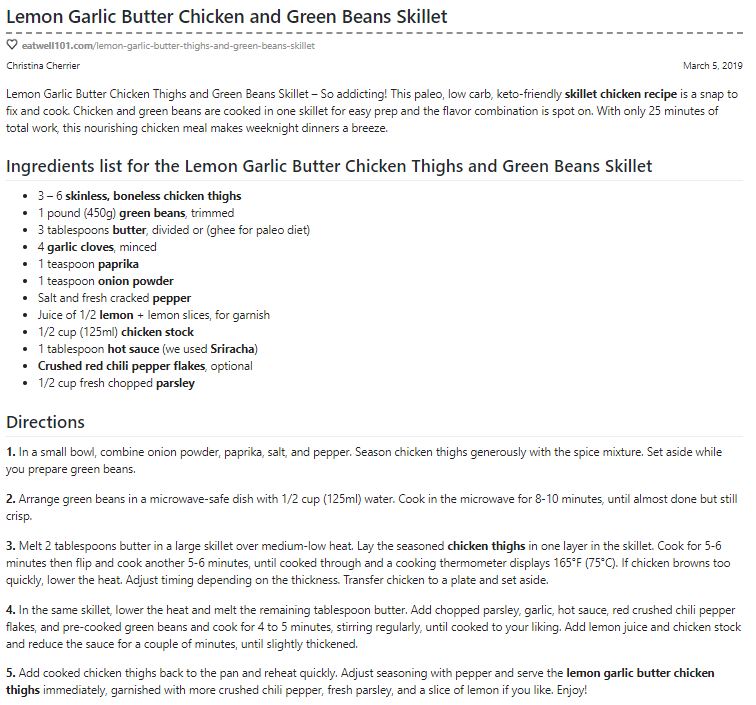 Lemon Garlic Butter Chicken and Green Beans Skillet
eatwell101.com/lemon-garlic-butter-thighs-and-green-beans-skillet
Christina Cherrier March 5, 2019
Lemon Garlic Butter Chicken Thighs and Green Beans Skillet – So addicting! This paleo, low carb, keto-friendly skillet chicken recipe is a snap to
fix and cook. Chicken and green beans are cooked in one skillet for easy prep and the flavor combination is spot on. With only 25 minutes of
total work, this nourishing chicken meal makes weeknight dinners a breeze.
Ingredients list for the Lemon Garlic Butter Chicken Thighs and Green Beans Skillet
• 3 – 6 skinless, boneless chicken thighs
• 1 pound (450g) green beans, trimmed
• 3 tablespoons butter, divided or (ghee for paleo diet)
• 4 garlic cloves, minced
• 1 teaspoon paprika
• 1 teaspoon onion powder
• Salt and fresh cracked pepper
• Juice of 1/2 lemon + lemon slices, for garnish
• 1/2 cup (125ml) chicken stock
• 1 tablespoon hot sauce (we used Sriracha)
• Crushed red chili pepper flakes, optional
• 1/2 cup fresh chopped parsley
Directions
1. In a small bowl, combine onion powder, paprika, salt, and pepper. Season chicken thighs generously with the spice mixture. Set aside while
you prepare green beans.
2. Arrange green beans in a microwave-safe dish with 1/2 cup (125ml) water. Cook in the microwave for 8-10 minutes, until almost done but still
crisp.
3. Melt 2 tablespoons butter in a large skillet over medium-low heat. Lay the seasoned chicken thighs in one layer in the skillet. Cook for 5-6
minutes then flip and cook another 5-6 minutes, until cooked through and a cooking thermometer displays 165°F (75°C). If chicken browns too
quickly, lower the heat. Adjust timing depending on the thickness. Transfer chicken to a plate and set aside.
4. In the same skillet, lower the heat and melt the remaining tablespoon butter. Add chopped parsley, garlic, hot sauce, red crushed chili pepper
flakes, and pre-cooked green beans and cook for 4 to 5 minutes, stirring regularly, until cooked to your liking. Add lemon juice and chicken stock
and reduce the sauce for a couple of minutes, until slightly thickened.
5. Add cooked chicken thighs back to the pan and reheat quickly. Adjust seasoning with pepper and serve the lemon garlic butter chicken
thighs immediately, garnished with more crushed chili pepper, fresh parsley, and a slice of lemon if you like. Enjoy!